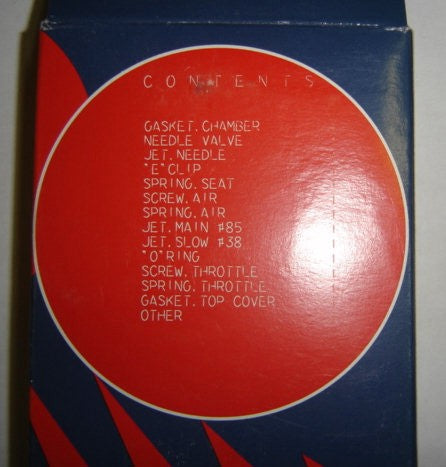 CONTENTS
GASKET.CHAMBER
NEEDLE VALVE
JET.NEEDLE
"E"CLIP
SPRING.SEAT
SCREW.AIR
SPRING.AIR
JET.MAIN #85
JET.SLOW #38
"O"RING
SCREW.THROTTLE
SPRING.THROTTLE
GASKET.TOP COVER
OTHER